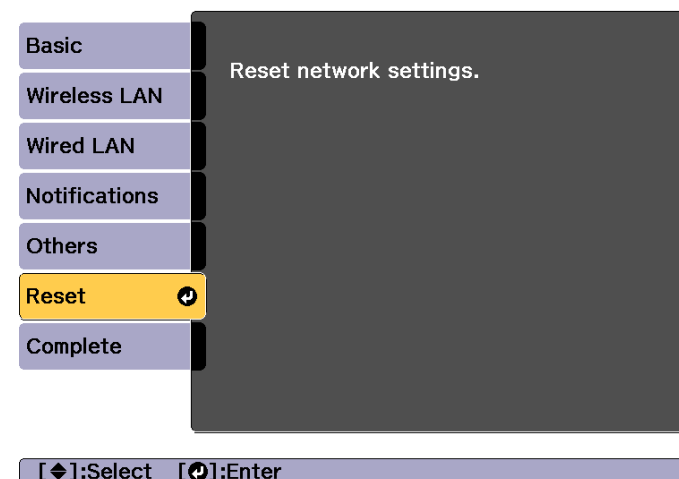 Basic
Wireless LAN
Wired LAN
Notifications
Others
Reset
Complete
Reset network settings.
[◆]:Select [⏎]:Enter